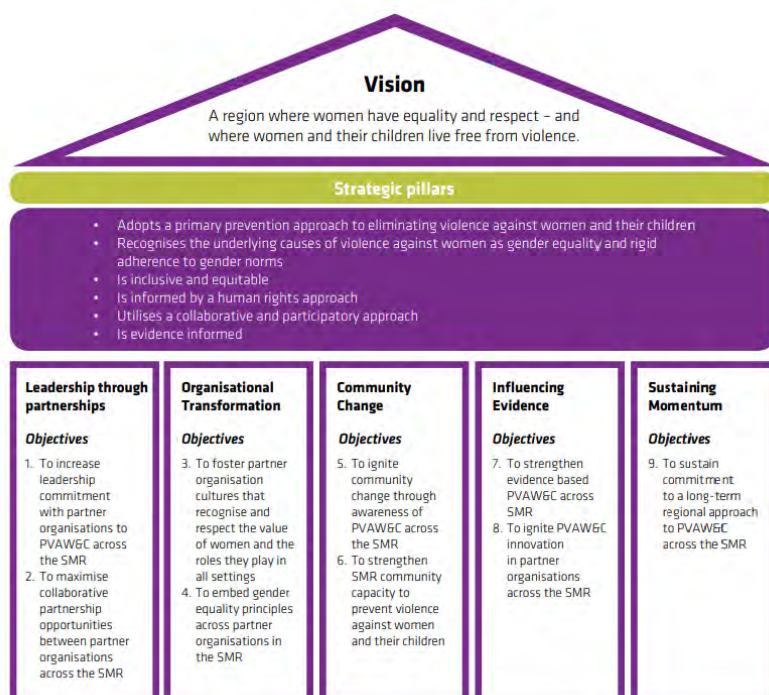 Vision
A region where women have equality and respect – and
where women and their children live free from violence.
Strategic pillars
• Adopts a primary prevention approach to eliminating violence against women and their children
• Recognises the underlying causes of violence against women as gender equality and rigid
adherence to gender norms
• Is inclusive and equitable
• Is informed by a human rights approach
• Utilises a collaborative and participatory approach
• Is evidence informed
Leadership through
partnerships
Objectives
1. To increase
leadership
commitment
with partner
organisations to
PVAW&C across
the SMR
2. To maximise
collaborative
partnership
opportunities
between partner
organisations
across the SMR
Organisational
Transformation
Objectives
3. To foster partner
organisation
cultures that
recognise and
respect the value
of women and the
roles they play in
all settings
4. To embed gender
equality principles
across partner
organisations in
the SMR
Community
Change
Objectives
5. To ignite
community
change through
awareness of
PVAW&C across
the SMR
6. To strengthen
SMR community
capacity to
prevent violence
against women
and their children
Influencing
Evidence
Objectives
7. To strengthen
evidence based
PVAW&C across
SMR
8. To ignite PVAW&C
innovation
in partner
organisations
across the SMR
Sustaining
Momentum
Objectives
9. To sustain
commitment
to a long-term
regional approach
to PVAW&C
across the SMR